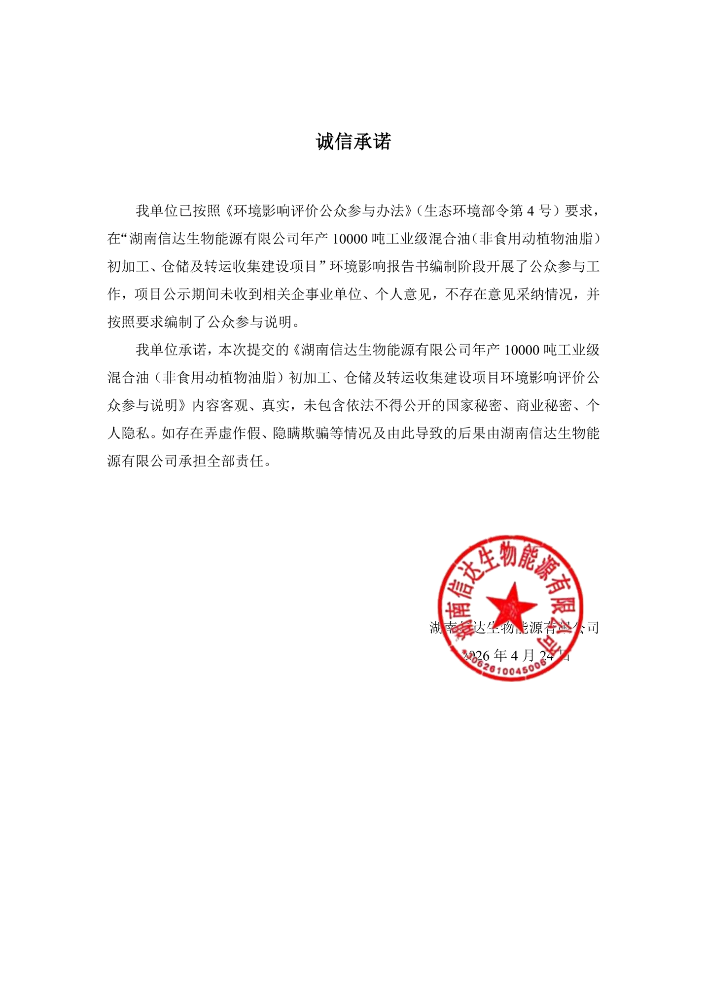 诚信承诺
我单位已按照《环境影响评价公众参与办法》（生态环境部令第 4 号）要求，
在“湖南信达生物能源有限公司年产 10000 吨工业级混合油（非食用动植物油脂）
初加工、仓储及转运收集建设项目”环境影响报告书编制阶段开展了公众参与工
作，项目公示期间未收到相关企事业单位、个人意见，不存在意见采纳情况，并
按照要求编制了公众参与说明。
我单位承诺，本次提交的《湖南信达生物能源有限公司年产 10000 吨工业级
混合油（非食用动植物油脂）初加工、仓储及转运收集建设项目环境影响评价公
众参与说明》内容客观、真实，未包含依法不得公开的国家秘密、商业秘密、个
人隐私。如存在弄虚作假、隐瞒欺骗等情况及由此导致的后果由湖南信达生物能
源有限公司承担全部责任。
湖南信达生物能源有限公司
湖南信达生物能源有限公司
2026 年 4 月 24 日
43062610045006